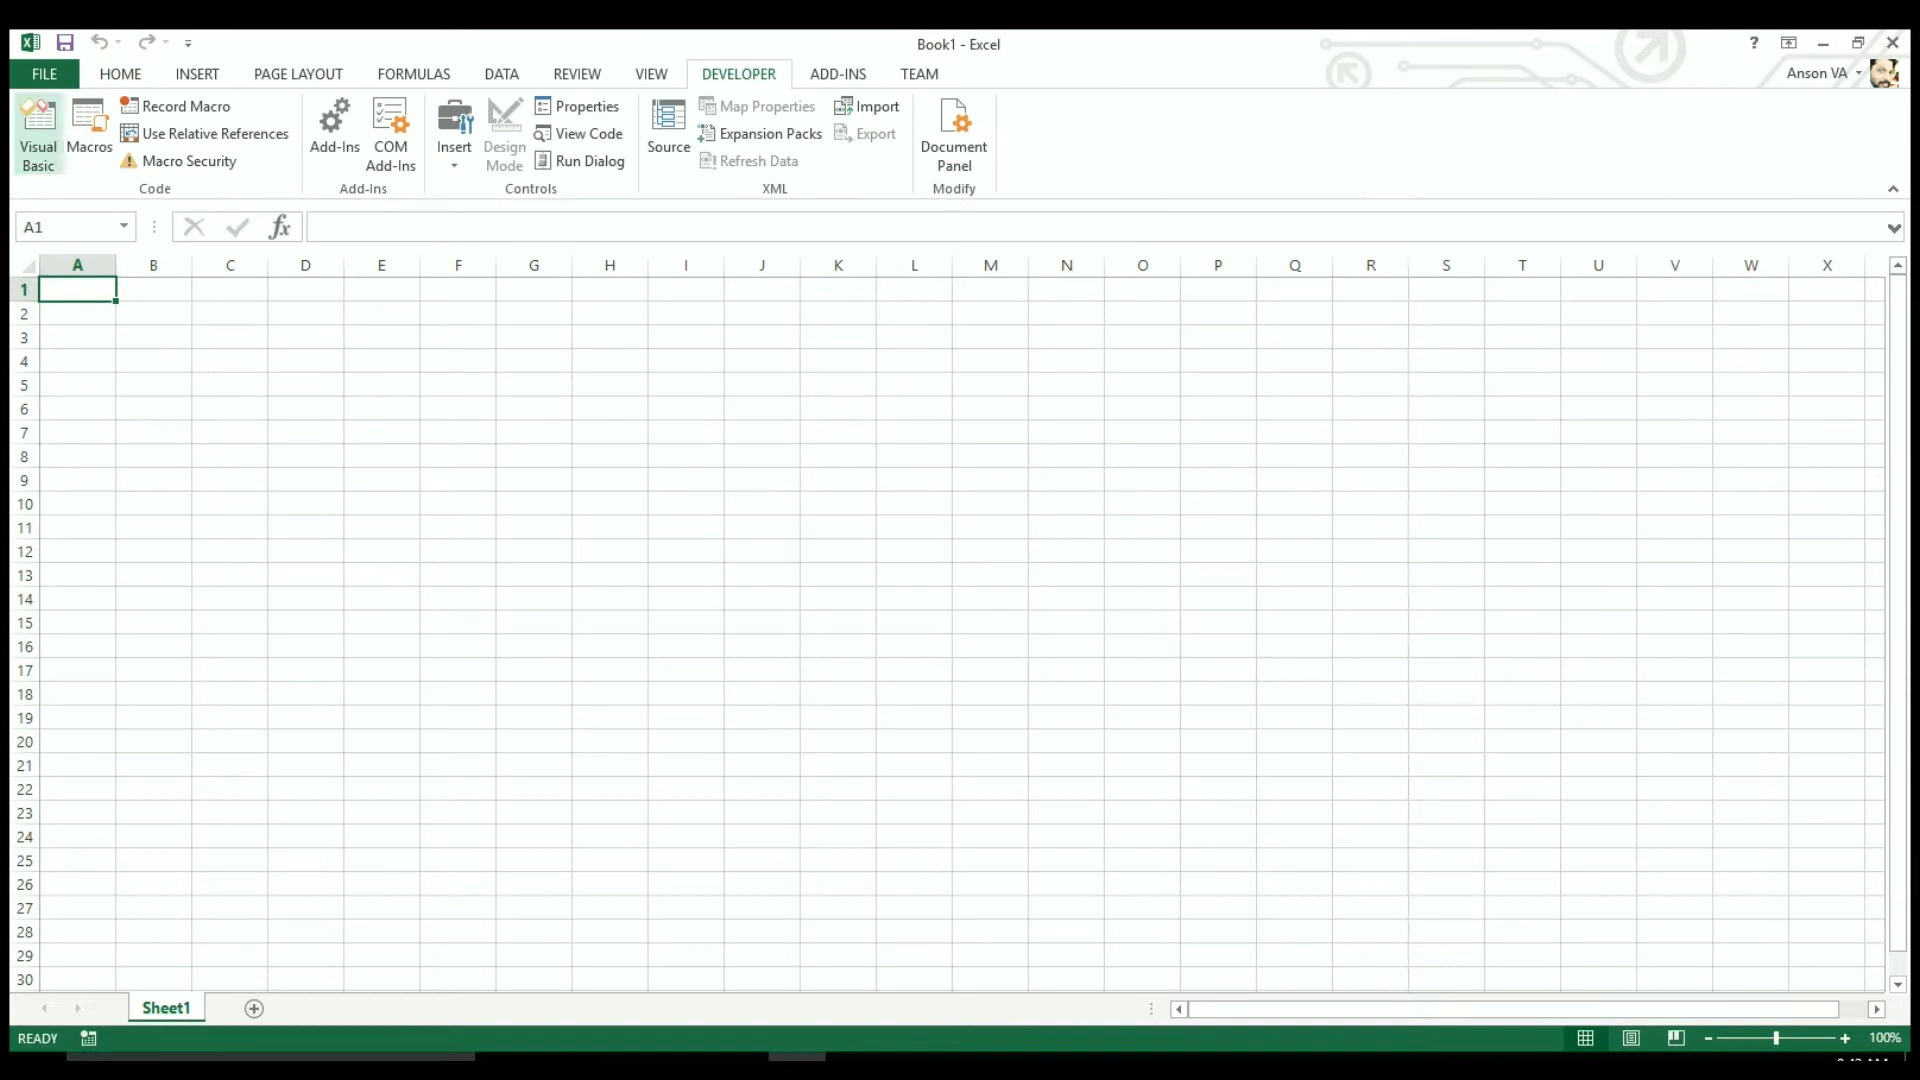 Book1 - Excel
?
FILE HOME INSERT PAGE LAYOUT FORMULAS DATA REVIEW VIEW DEVELOPER ADD-INS TEAM Anson VA
Visual Basic
Macros
Record Macro
Use Relative References
Macro Security
Code
Add-Ins
COM Add-Ins
Add-Ins
Insert
Design Mode
Properties
View Code
Run Dialog
Controls
Source
Map Properties
Expansion Packs
Refresh Data
Import
Export
XML
Document Panel
Modify
A1
fx
A B C D E F G H I J K L M N O P Q R S T U V W X
1
2
3
4
5
6
7
8
9
10
11
12
13
14
15
16
17
18
19
20
21
22
23
24
25
26
27
28
29
30
Sheet1
READY 100%